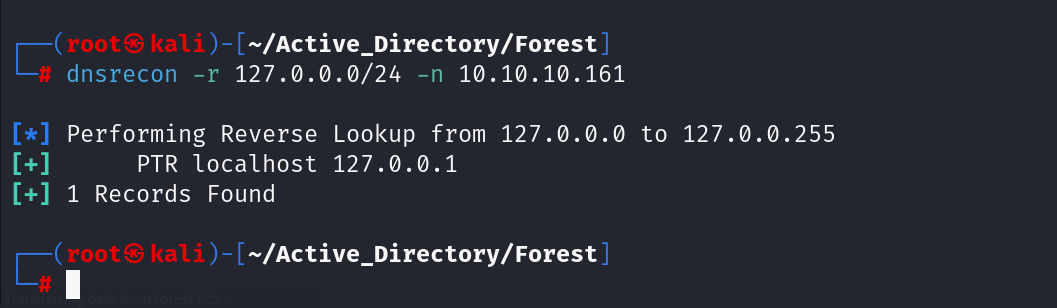 ┌──(root㉿kali)-[~/Active_Directory/Forest]
└─# dnsrecon -r 127.0.0.0/24 -n 10.10.10.161
[*] Performing Reverse Lookup from 127.0.0.0 to 127.0.0.255
[+]      PTR localhost 127.0.0.1
[+] 1 Records Found
┌──(root㉿kali)-[~/Active_Directory/Forest]
└─#
data from forest.htb ...